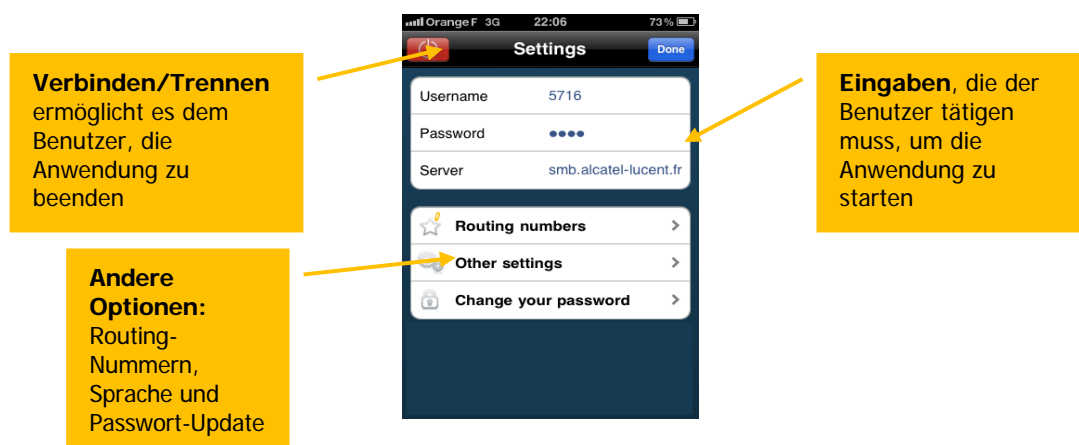 Orange F 3G 22:06 73%
Settings
Done
Verbinden/Trennen
ermöglicht es dem
Benutzer, die
Anwendung zu
beenden
Username 5716
Password ••••
Server smb.alcatel-lucent.fr
Eingaben, die der
Benutzer tätigen
muss, um die
Anwendung zu
starten
Routing numbers
Other settings
Change your password
Andere
Optionen:
Routing-
Nummern,
Sprache und
Passwort-Update